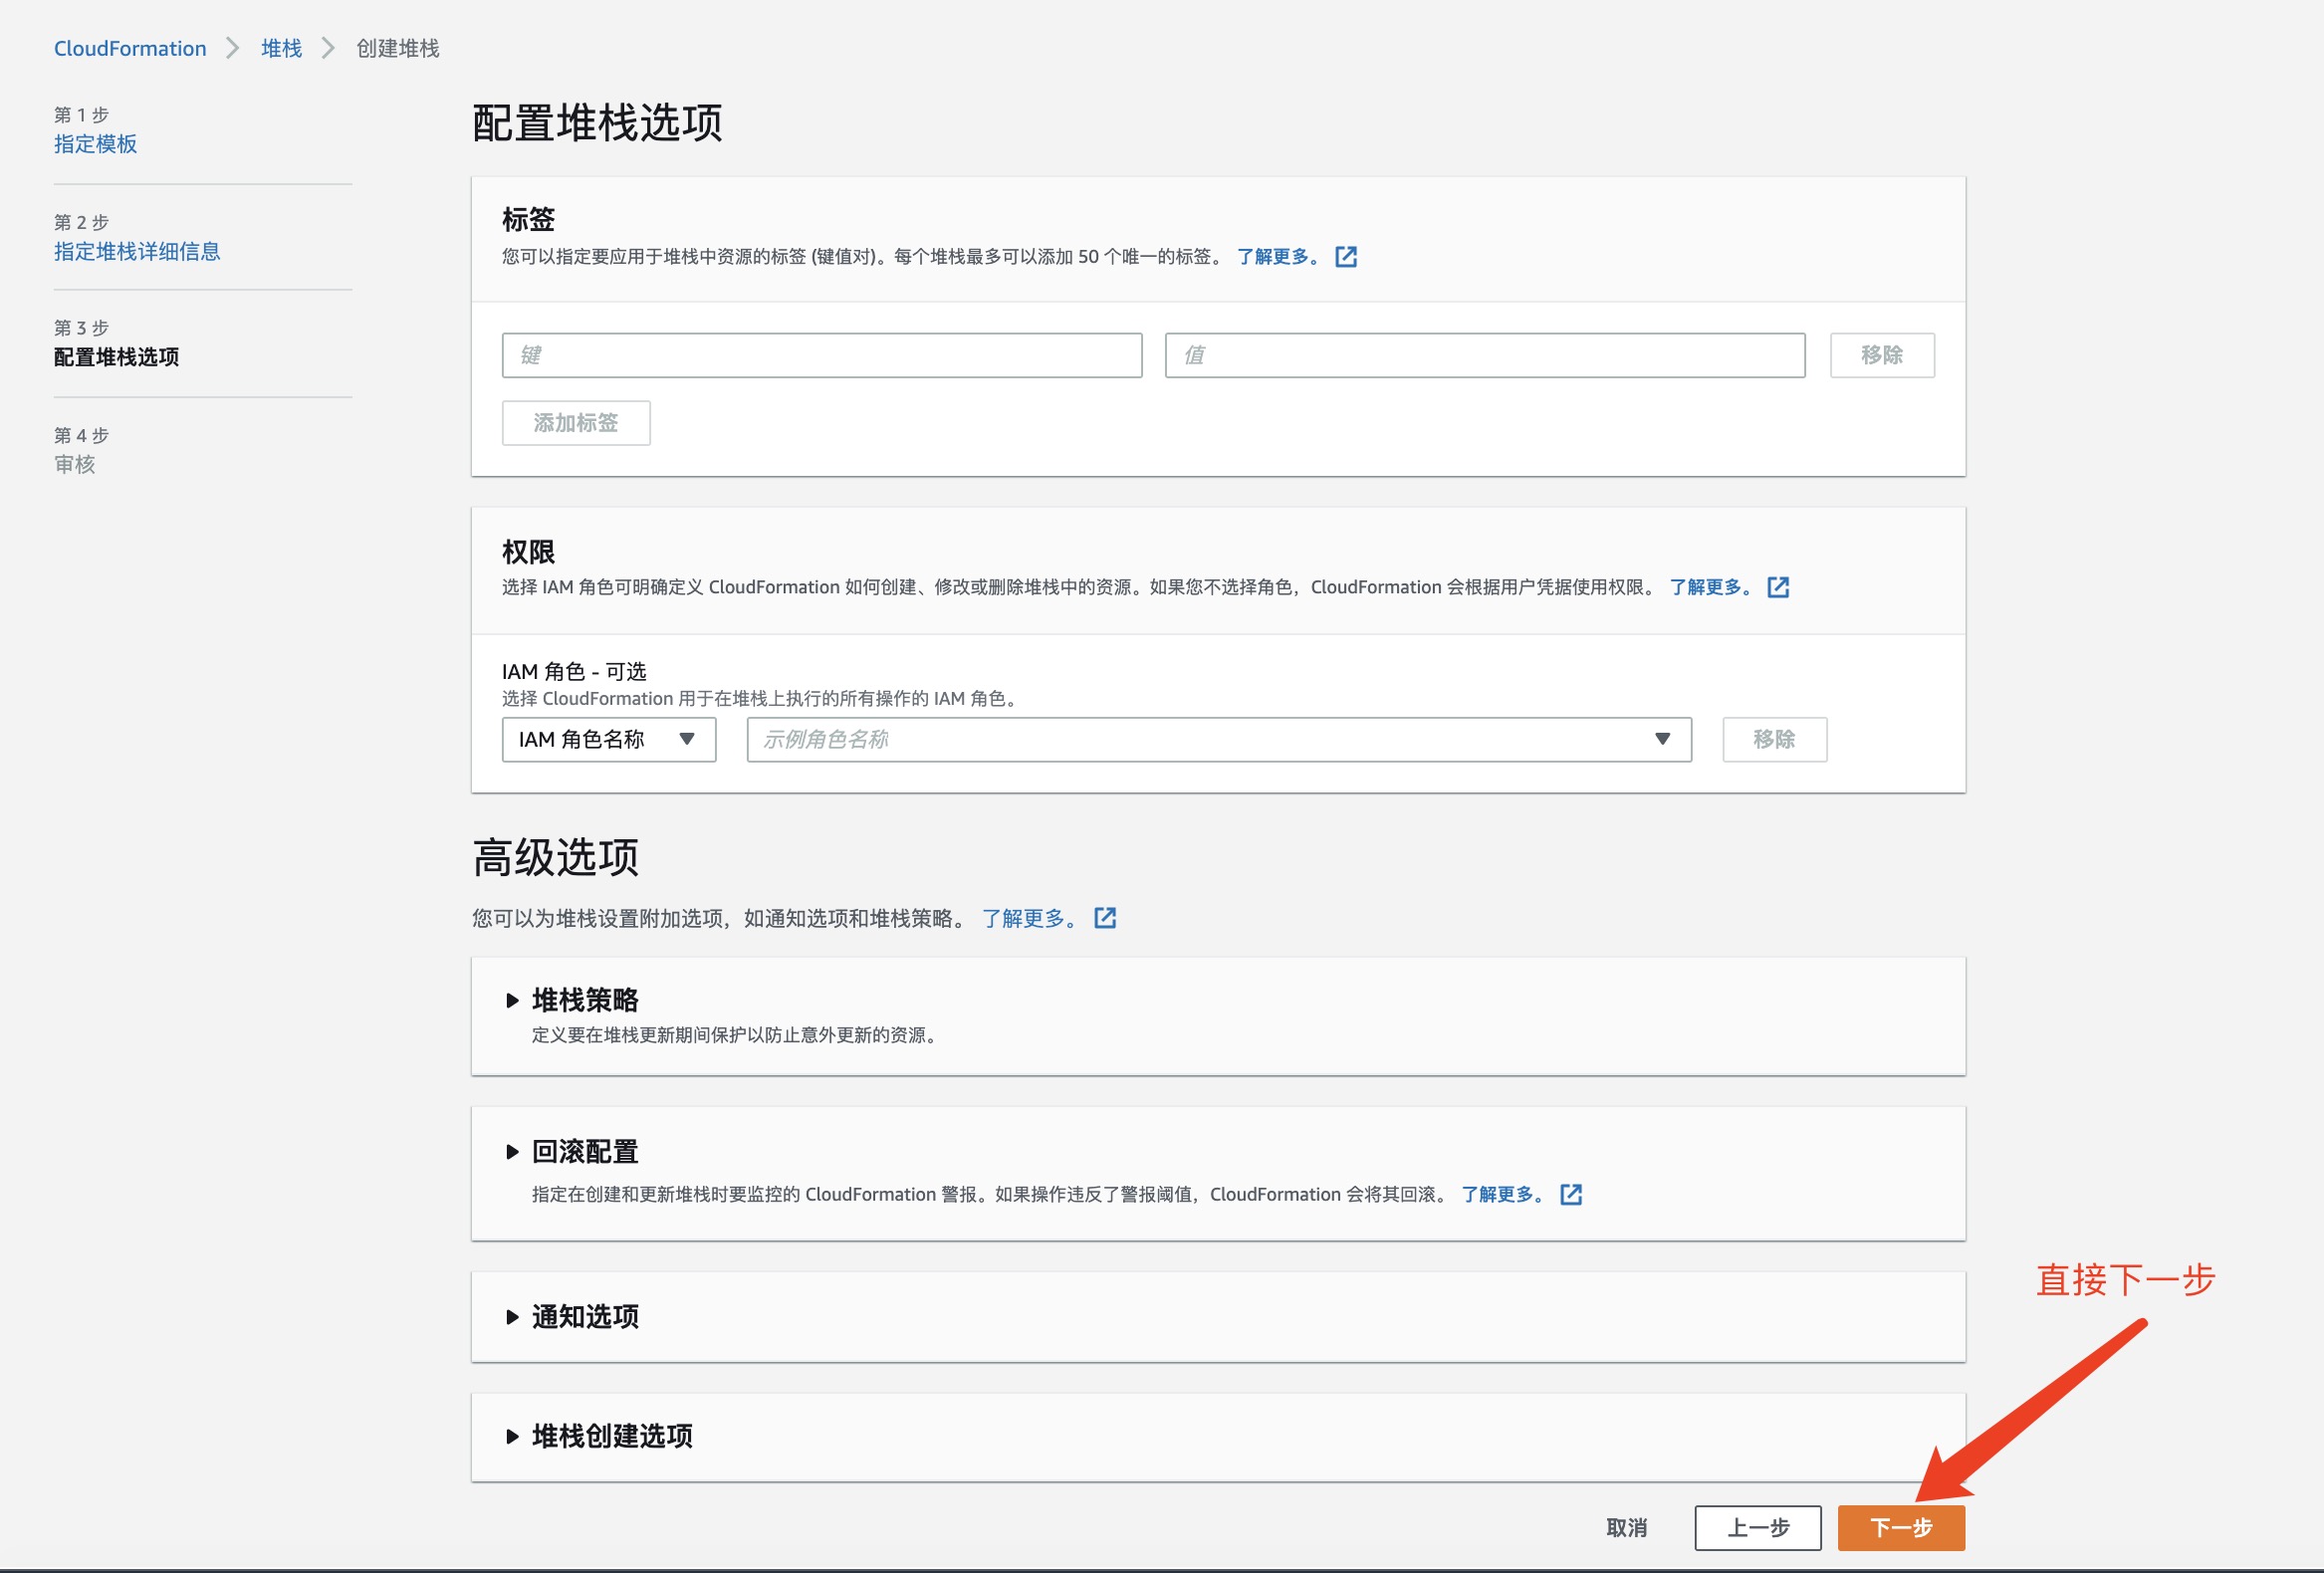 CloudFormation > 堆栈 > 创建堆栈
第 1 步
指定模板
第 2 步
指定堆栈详细信息
第 3 步
配置堆栈选项
第 4 步
审核
配置堆栈选项
标签
您可以指定要应用于堆栈中资源的标签 (键值对)。每个堆栈最多可以添加 50 个唯一的标签。 了解更多。
键 值 移除
添加标签
权限
选择 IAM 角色可明确定义 CloudFormation 如何创建、修改或删除堆栈中的资源。如果您不选择角色，CloudFormation 会根据用户凭据使用权限。 了解更多。
IAM 角色 - 可选
选择 CloudFormation 用于在堆栈上执行的所有操作的 IAM 角色。
IAM 角色名称 示例角色名称 移除
高级选项
您可以为堆栈设置附加选项，如通知选项和堆栈策略。 了解更多。
堆栈策略
定义要在堆栈更新期间保护以防止意外更新的资源。
回滚配置
指定在创建和更新堆栈时要监控的 CloudFormation 警报。如果操作违反了警报阈值，CloudFormation 会将其回滚。 了解更多。
通知选项
堆栈创建选项
直接下一步
取消 上一步 下一步